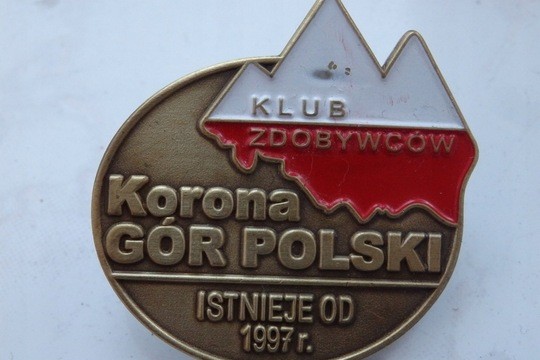 KLUB
ZDOBYWCÓW
Korona
GÓR POLSKI
ISTNIEJE OD
1997 r.